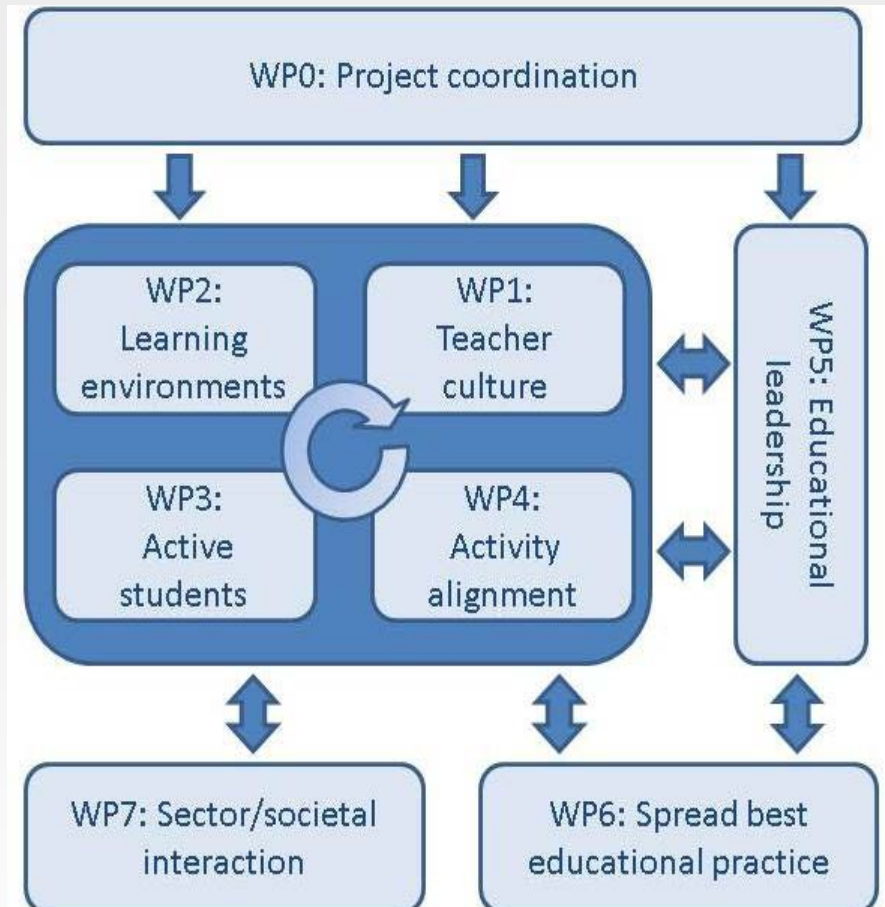 WP0: Project coordination
WP2:
Learning
environments
WP1:
Teacher
culture
WP3:
Active
students
WP4:
Activity
alignment
WP5: Educational
leadership
WP7: Sector/societal
interaction
WP6: Spread best
educational practice